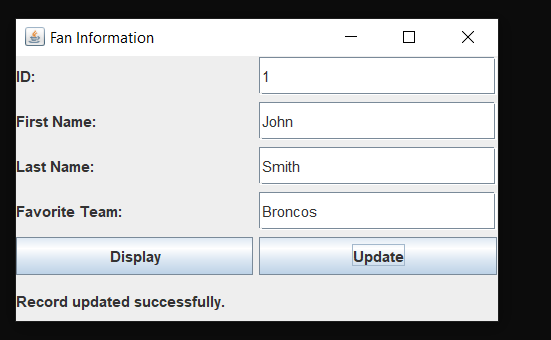 Fan Information
ID: 1
First Name: John
Last Name: Smith
Favorite Team: Broncos
Display Update
Record updated successfully.